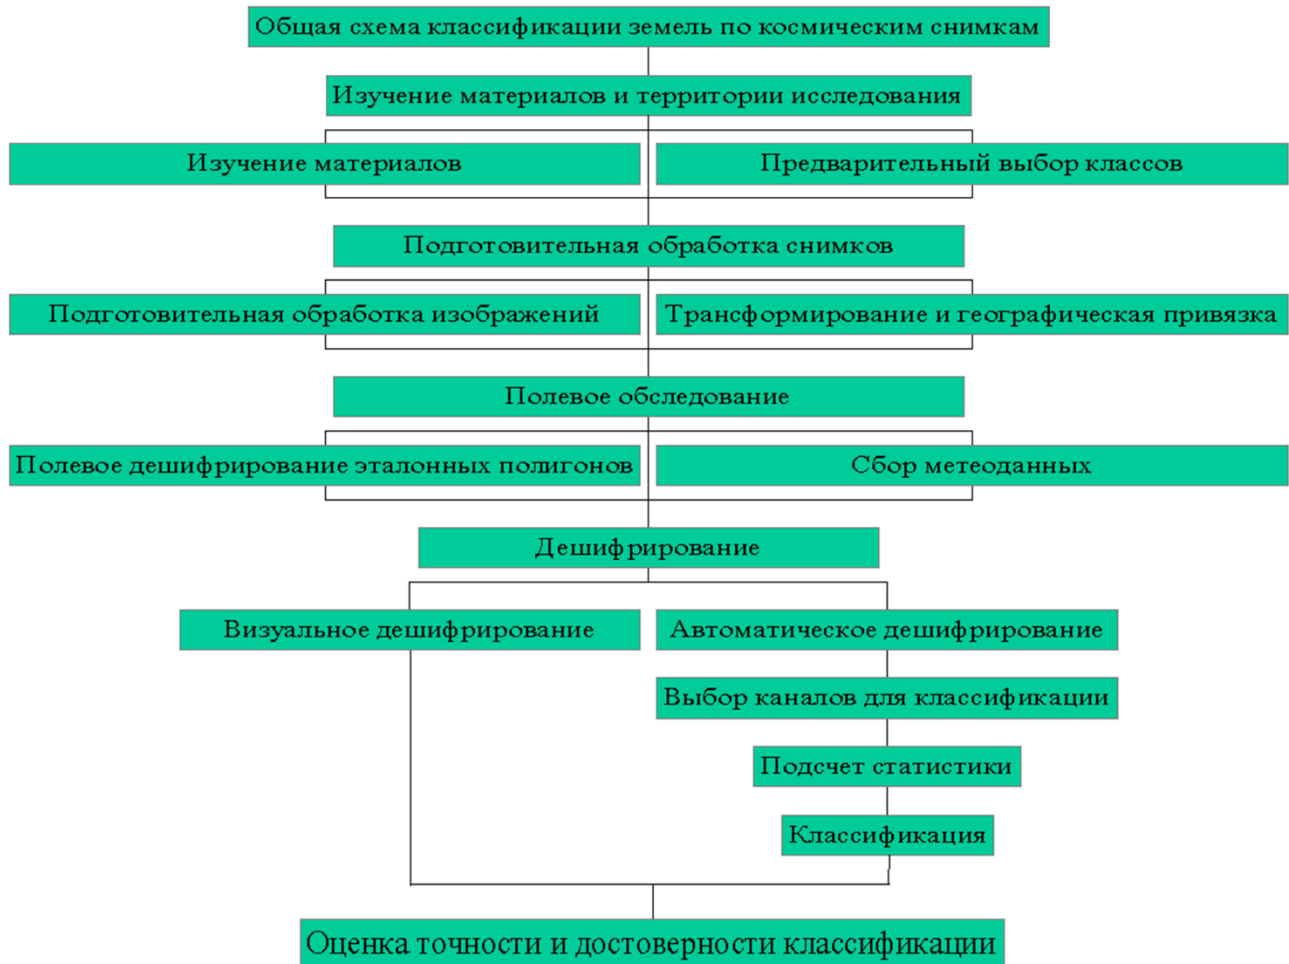 Общая схема классификации земель по космическим снимкам
Изучение материалов и территории исследования
Изучение материалов
Предварительный выбор классов
Подготовительная обработка снимков
Подготовительная обработка изображений
Трансформирование и географическая привязка
Полевое обследование
Полевое дешифрирование эталонных полигонов
Сбор метеоданных
Дешифрирование
Визуальное дешифрирование
Автоматическое дешифрирование
Выбор каналов для классификации
Подсчет статистики
Классификация
Оценка точности и достоверности классификации